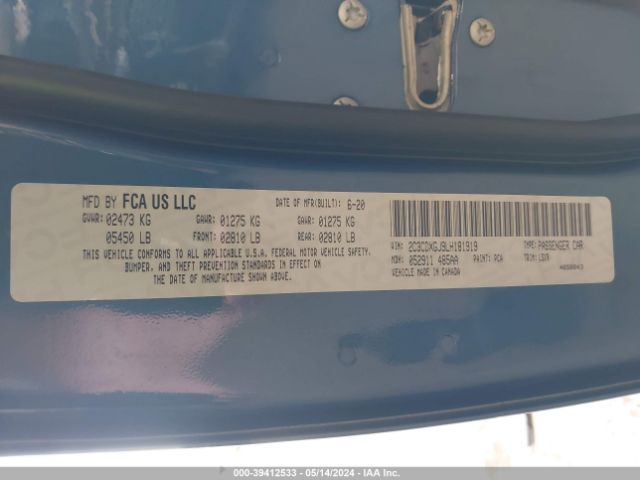 MFD BY FCA US LLC DATE OF MFR(BUILT): 6-20
GVWR: 02473 KG GAWR: 01275 KG GAWR: 01275 KG
05450 LB FRONT: 02810 LB REAR: 02810 LB
THIS VEHICLE CONFORMS TO ALL APPLICABLE U.S.A. FEDERAL MOTOR VEHICLE SAFETY,
BUMPER, AND THEFT PREVENTION STANDARDS IN EFFECT ON
THE DATE OF MANUFACTURE SHOWN ABOVE.
VIN: 2C3CDXGJ9LH181919 TYPE: PASSENGER CAR
MDH: 052911 485AA PAINT: PCA TRIM: LSX9
VEHICLE MADE IN CANADA
000-39412533 - 05/14/2024 - IAA Inc.